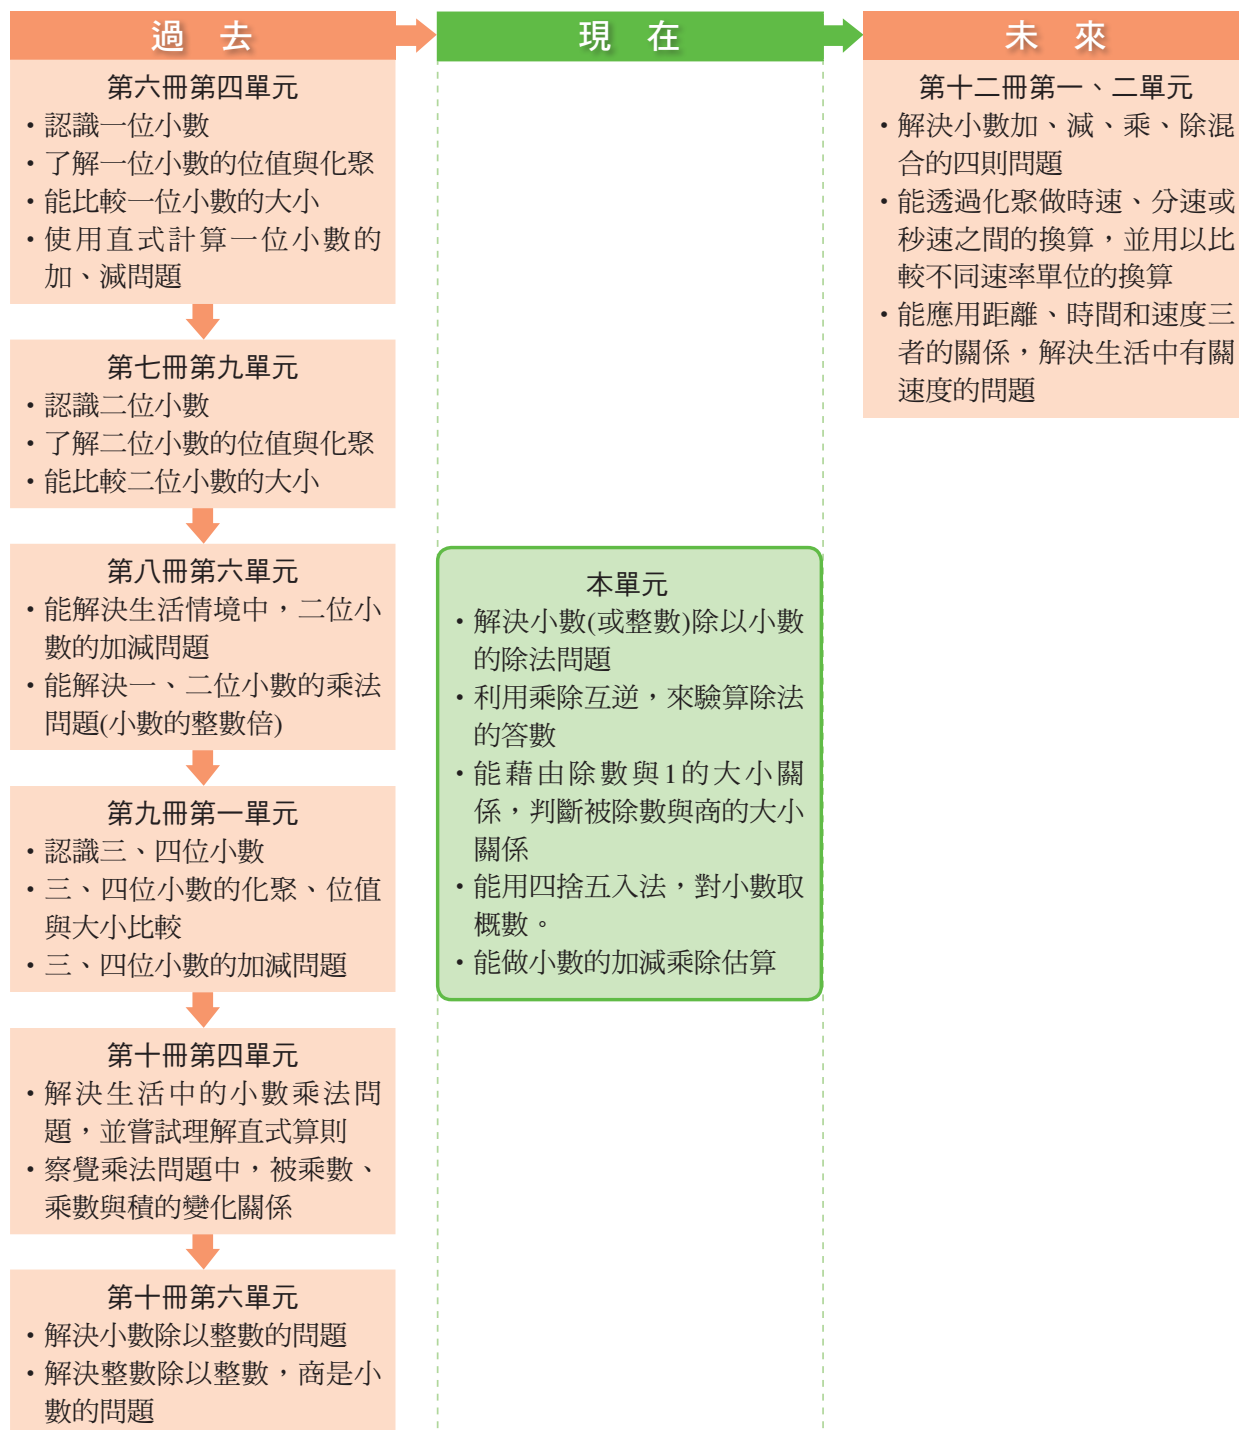 過去
第六冊第四單元
・認識一位小數
・了解一位小數的位值與化聚
・能比較一位小數的大小
・使用直式計算一位小數的
加、減問題
第七冊第九單元
・認識二位小數
・了解二位小數的位值與化聚
・能比較二位小數的大小
第八冊第六單元
・能解決生活情境中，二位小
數的加減問題
・能解決一、二位小數的乘法
問題(小數的整數倍)
第九冊第一單元
・認識三、四位小數
・三、四位小數的化聚、位值
與大小比較
・三、四位小數的加減問題
第十冊第四單元
・解決生活中的小數乘法問
題，並嘗試理解直式算則
・察覺乘法問題中，被乘數、
乘數與積的變化關係
第十冊第六單元
・解決小數除以整數的問題
・解決整數除以整數，商是小
數的問題
現在
本單元
・解決小數(或整數)除以小數
的除法問題
・利用乘除互逆，來驗算除法
的答數
・能藉由除數與1的大小關
係，判斷被除數與商的大小
關係
・能用四捨五入法，對小數取
概數。
・能做小數的加減乘除估算
未來
第十二冊第一、二單元
・解決小數加、減、乘、除混
合的四則問題
・能透過化聚做時速、分速或
秒速之間的換算，並用以比
較不同速率單位的換算
・能應用距離、時間和速度三
者的關係，解決生活中有關
速度的問題